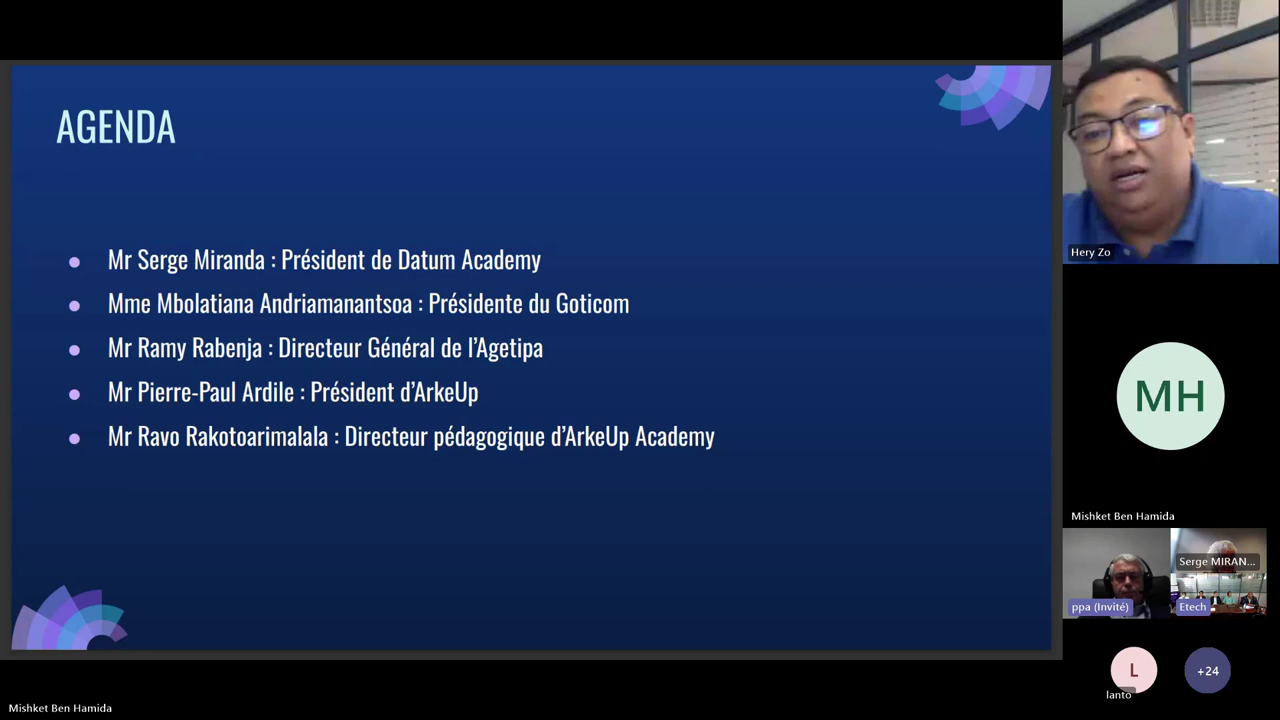 AGENDA
Mr Serge Miranda : Président de Datum Academy
Mme Mbolatiana Andriamanantsoa : Présidente du Goticom
Mr Ramy Rabenja : Directeur Général de l’Agetipa
Mr Pierre-Paul Ardile : Président d’ArkeUp
Mr Ravo Rakotoarimalala : Directeur pédagogique d’ArkeUp Academy
Hery Zo
MH
Mishket Ben Hamida
Serge MIRAN...
ppa (Invité)
Etech
L
+24
lanto
Mishket Ben Hamida